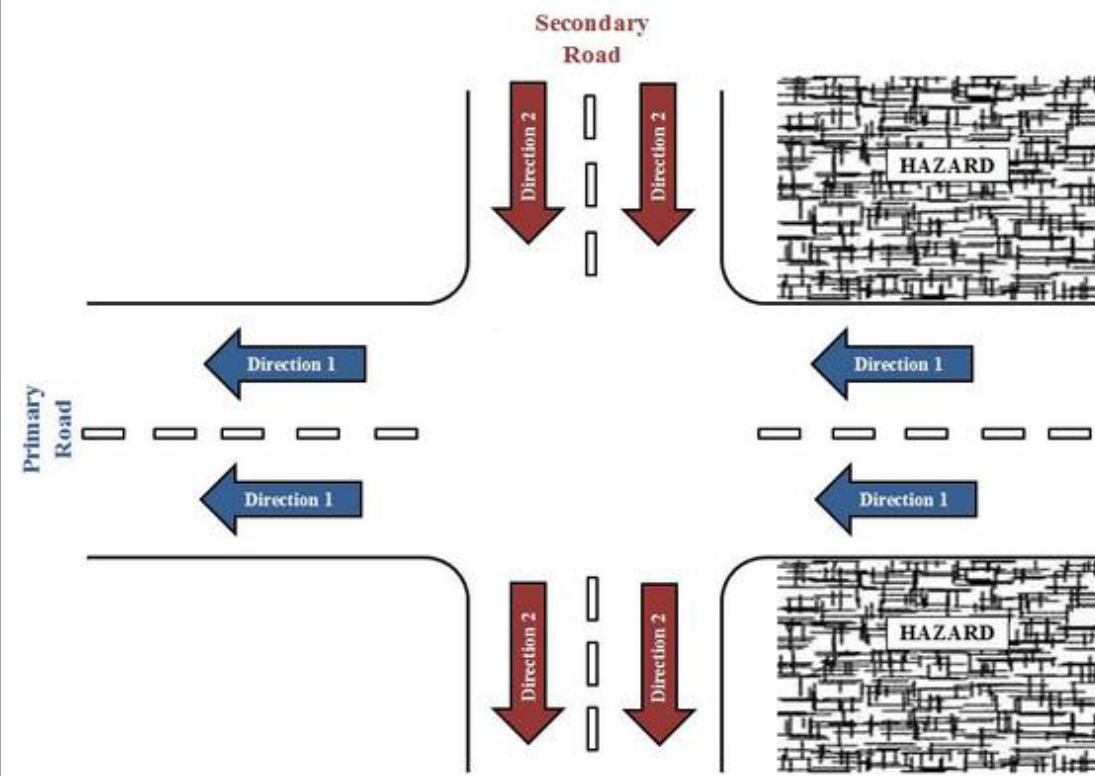 Secondary
Road
Direction 2
Direction 2
HAZARD
Direction 1
Direction 1
Primary
Road
Direction 1
Direction 1
Direction 2
Direction 2
HAZARD